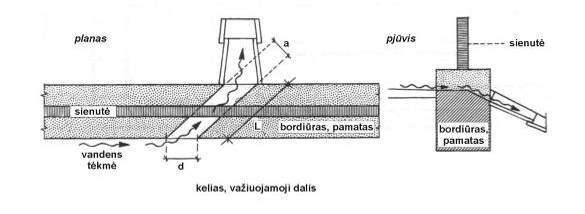 planas
a
pjūvis
sienutė
sienutė
L
bordiūras, pamatas
bordiūras,
pamatas
vandens
tėkmė
d
kelias, važiuojamoji dalis